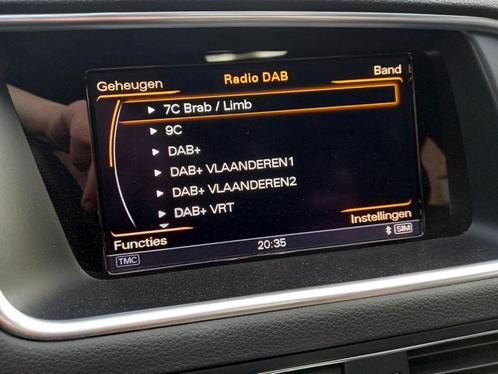 Geheugen Radio DAB Band
7C Brab / Limb
9C
DAB+
DAB+ VLAANDEREN1
DAB+ VLAANDEREN2
DAB+ VRT
Functies Instellingen
TMC 20:35 SIM